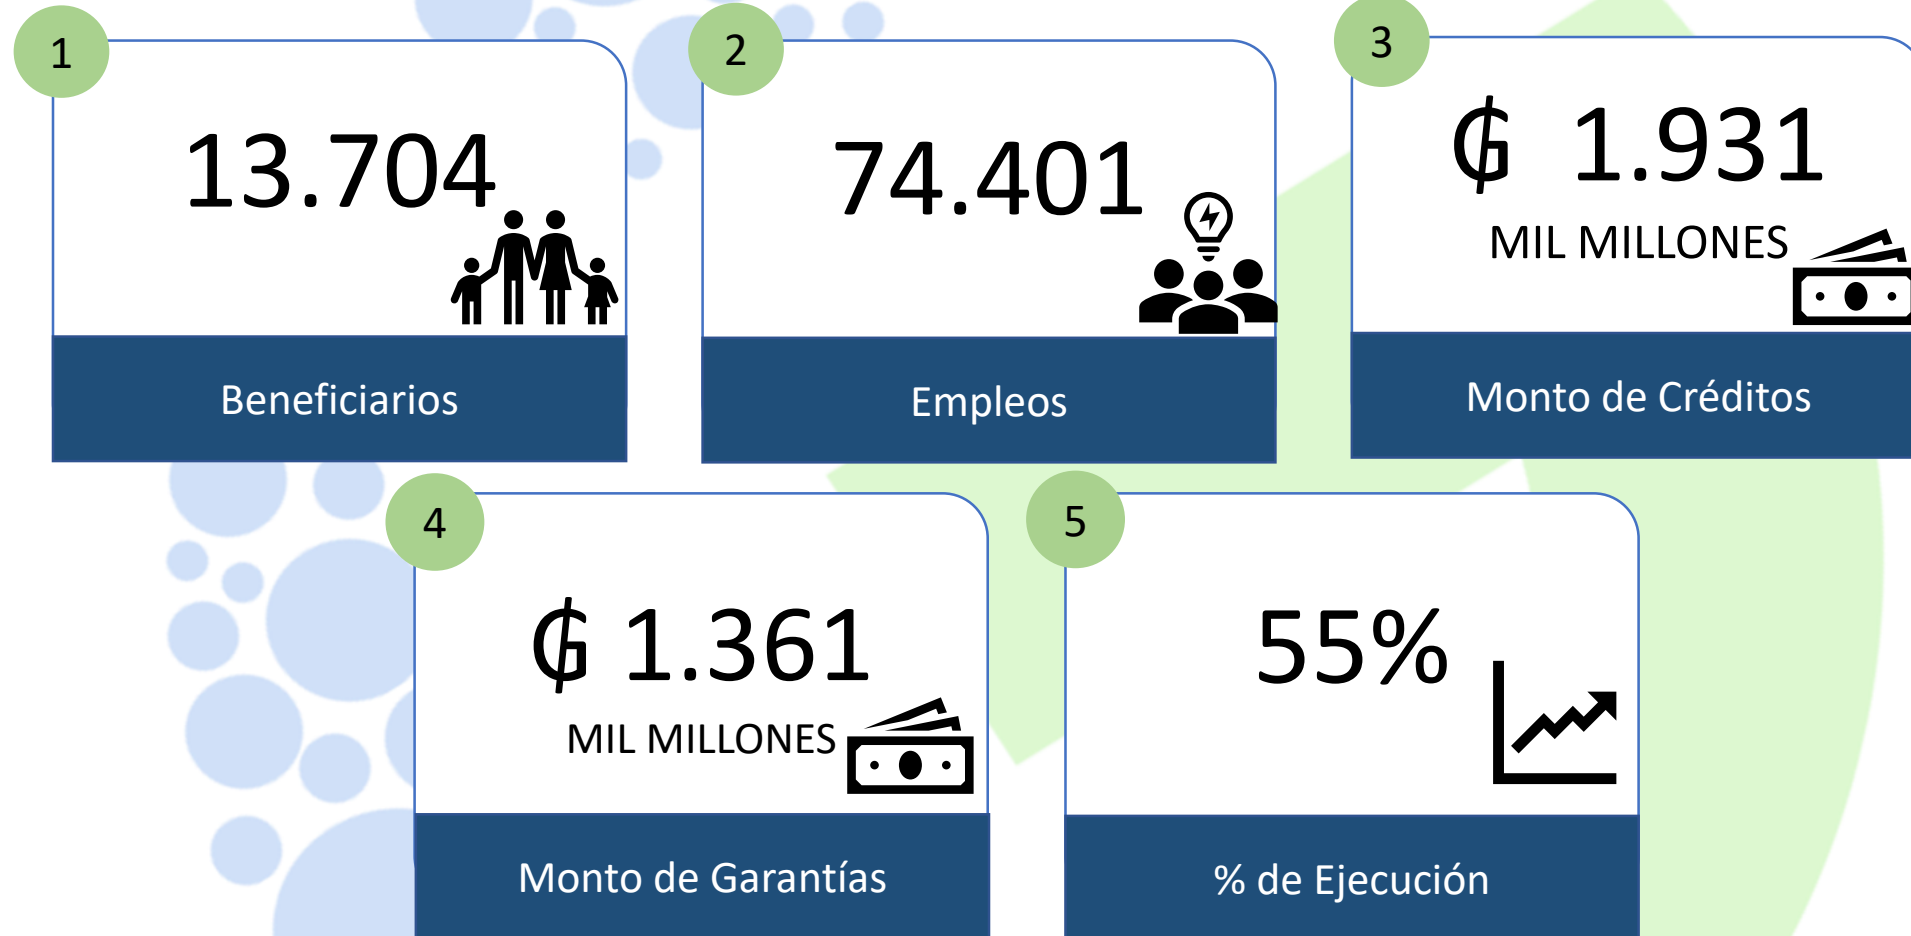 1
13.704
Beneficiarios
2
74.401
Empleos
3
₲ 1.931
MIL MILLONES
Monto de Créditos
4
₲ 1.361
MIL MILLONES
Monto de Garantías
5
55%
% de Ejecución